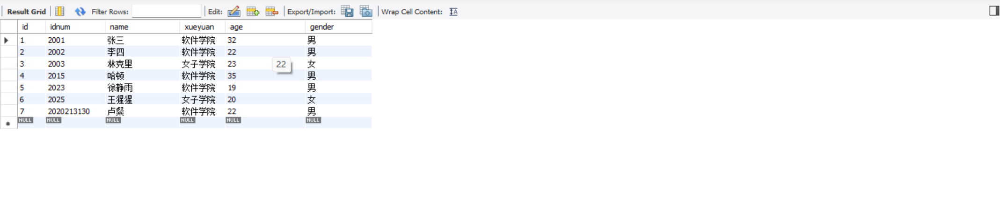 Result Grid Filter Rows: Edit: Export/Import: Wrap Cell Content:
id idnum name xueyuan age gender
1 2001 张三 软件学院 32 男
2 2002 李四 软件学院 22 男
3 2003 林克里 女子学院 23 女
22
4 2015 哈顿 软件学院 35 男
5 2023 徐静雨 软件学院 19 男
6 2025 王猩猩 女子学院 20 女
7 2020213130 卢粲 软件学院 22 男
NULL NULL NULL NULL NULL NULL